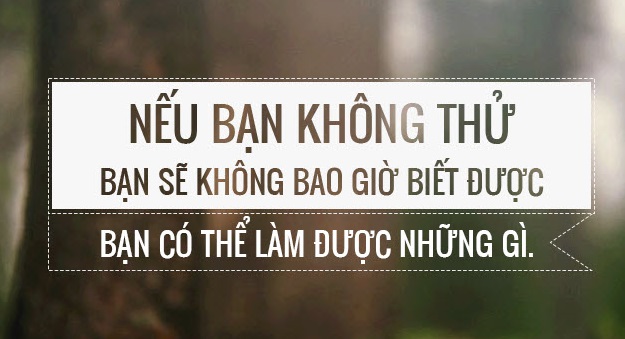 NẾU BẠN KHÔNG THỬ
BẠN SẼ KHÔNG BAO GIỜ BIẾT ĐƯỢC
BẠN CÓ THỂ LÀM ĐƯỢC NHỮNG GÌ.